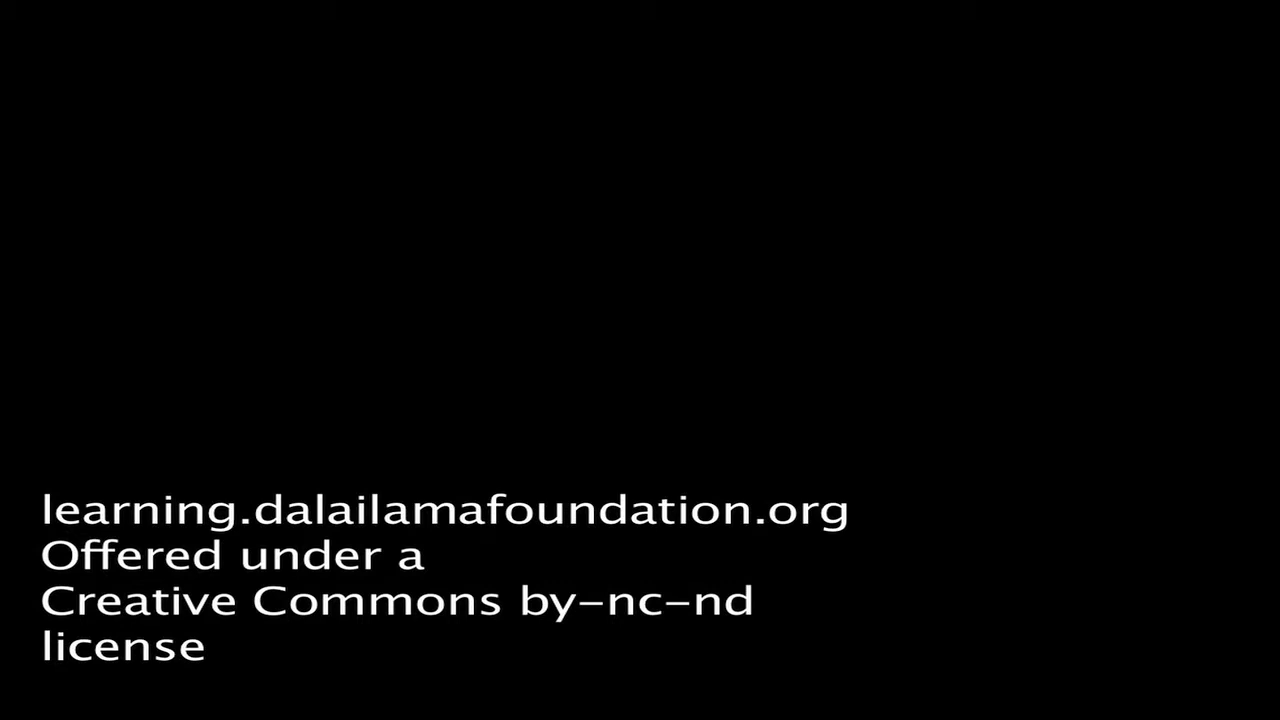 learning.dalailamafoundation.org
Offered under a
Creative Commons by-nc-nd
license